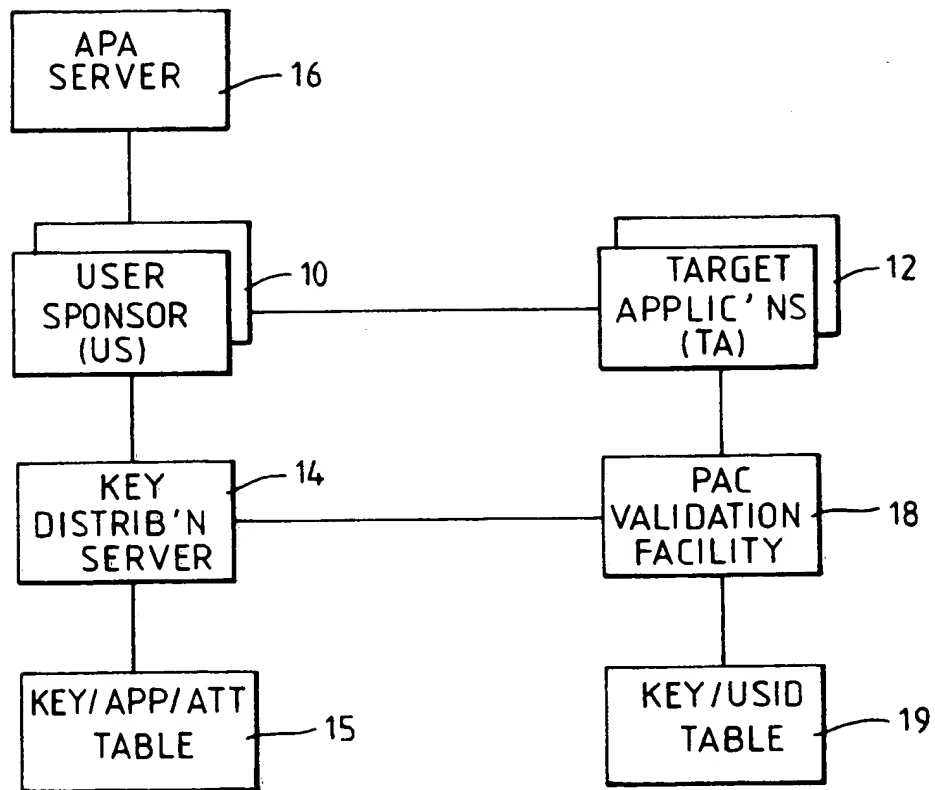 APA
SERVER
16
USER
SPONSOR
(US)
10
TARGET
APPLIC'NS
(TA)
12
KEY
DISTRIB'N
SERVER
14
PAC
VALIDATION
FACILITY
18
KEY/APP/ATT
TABLE
15
KEY/USID
TABLE
19